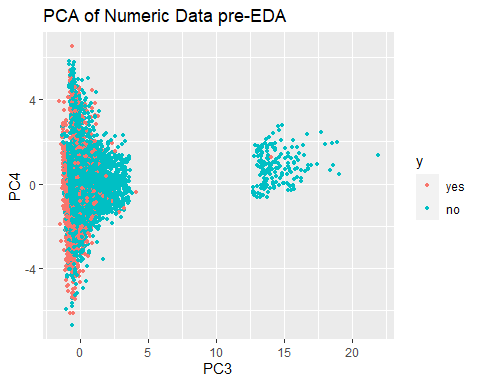 PCA of Numeric Data pre-EDA
4
0
-4
PC4
0 5 10 15 20
PC3
y
yes
no